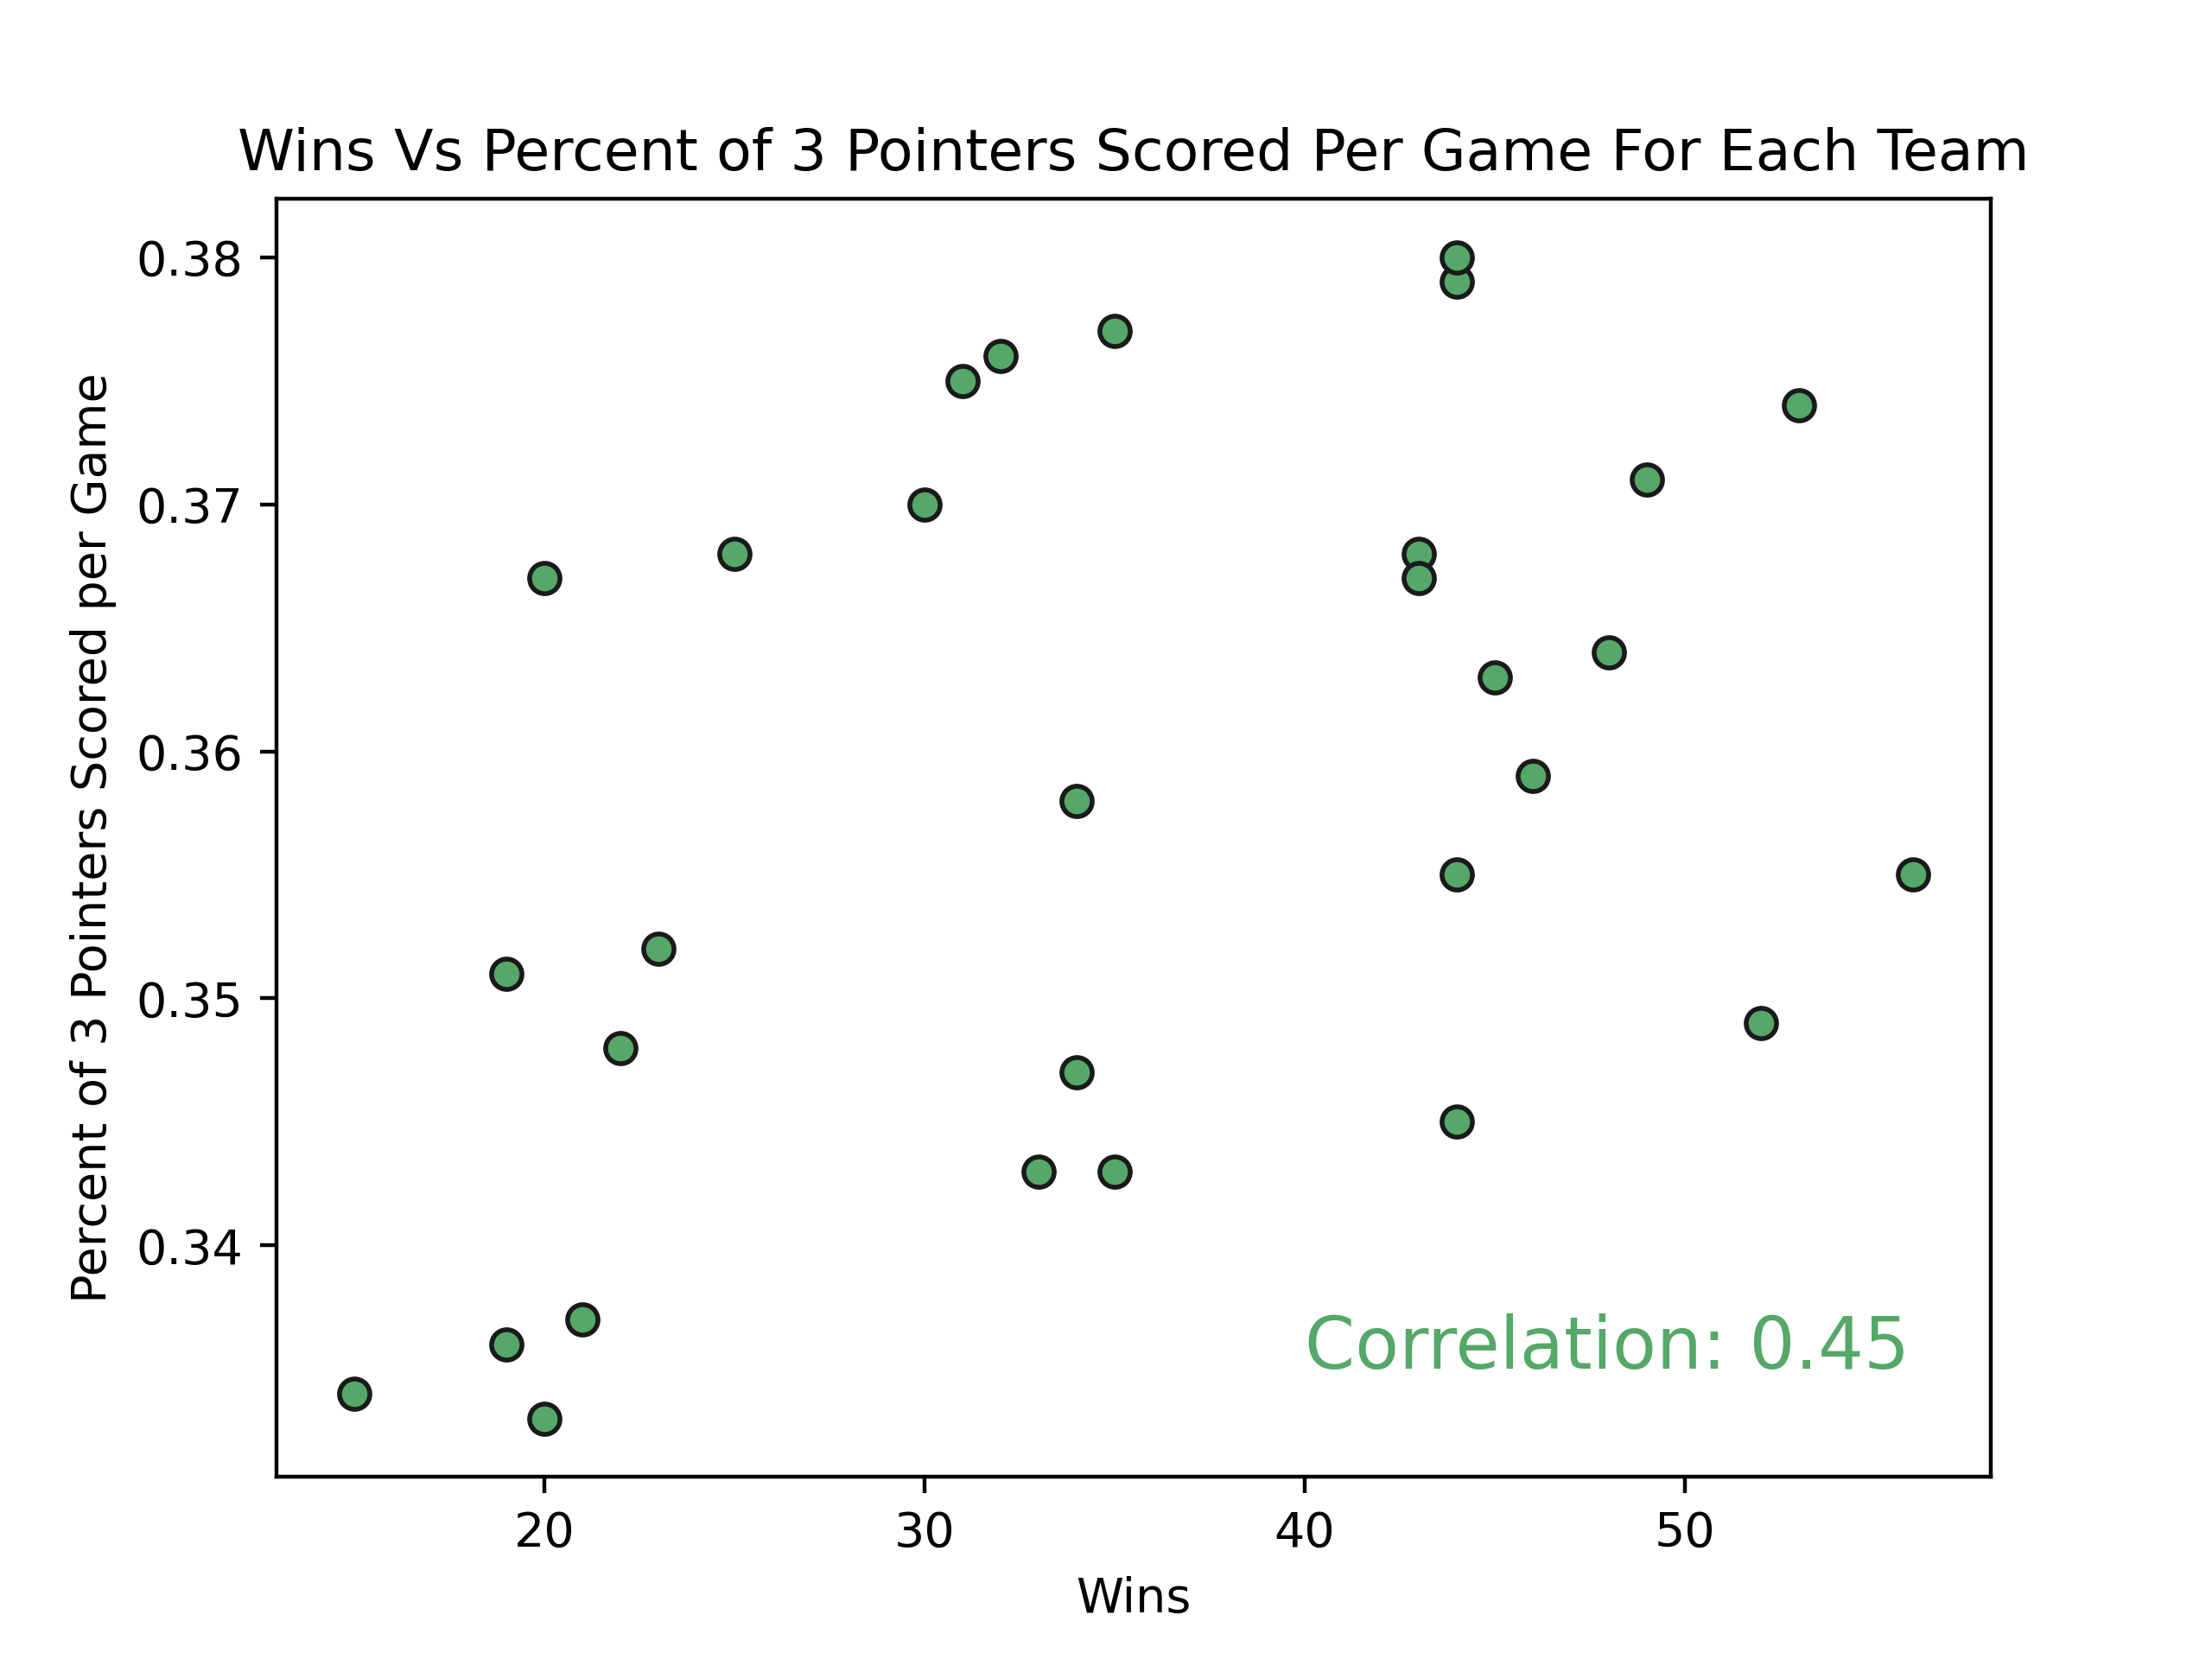 Wins Vs Percent of 3 Pointers Scored Per Game For Each Team
Percent of 3 Pointers Scored per Game
0.38
0.37
0.36
0.35
0.34
Correlation: 0.45
20 30 40 50
Wins